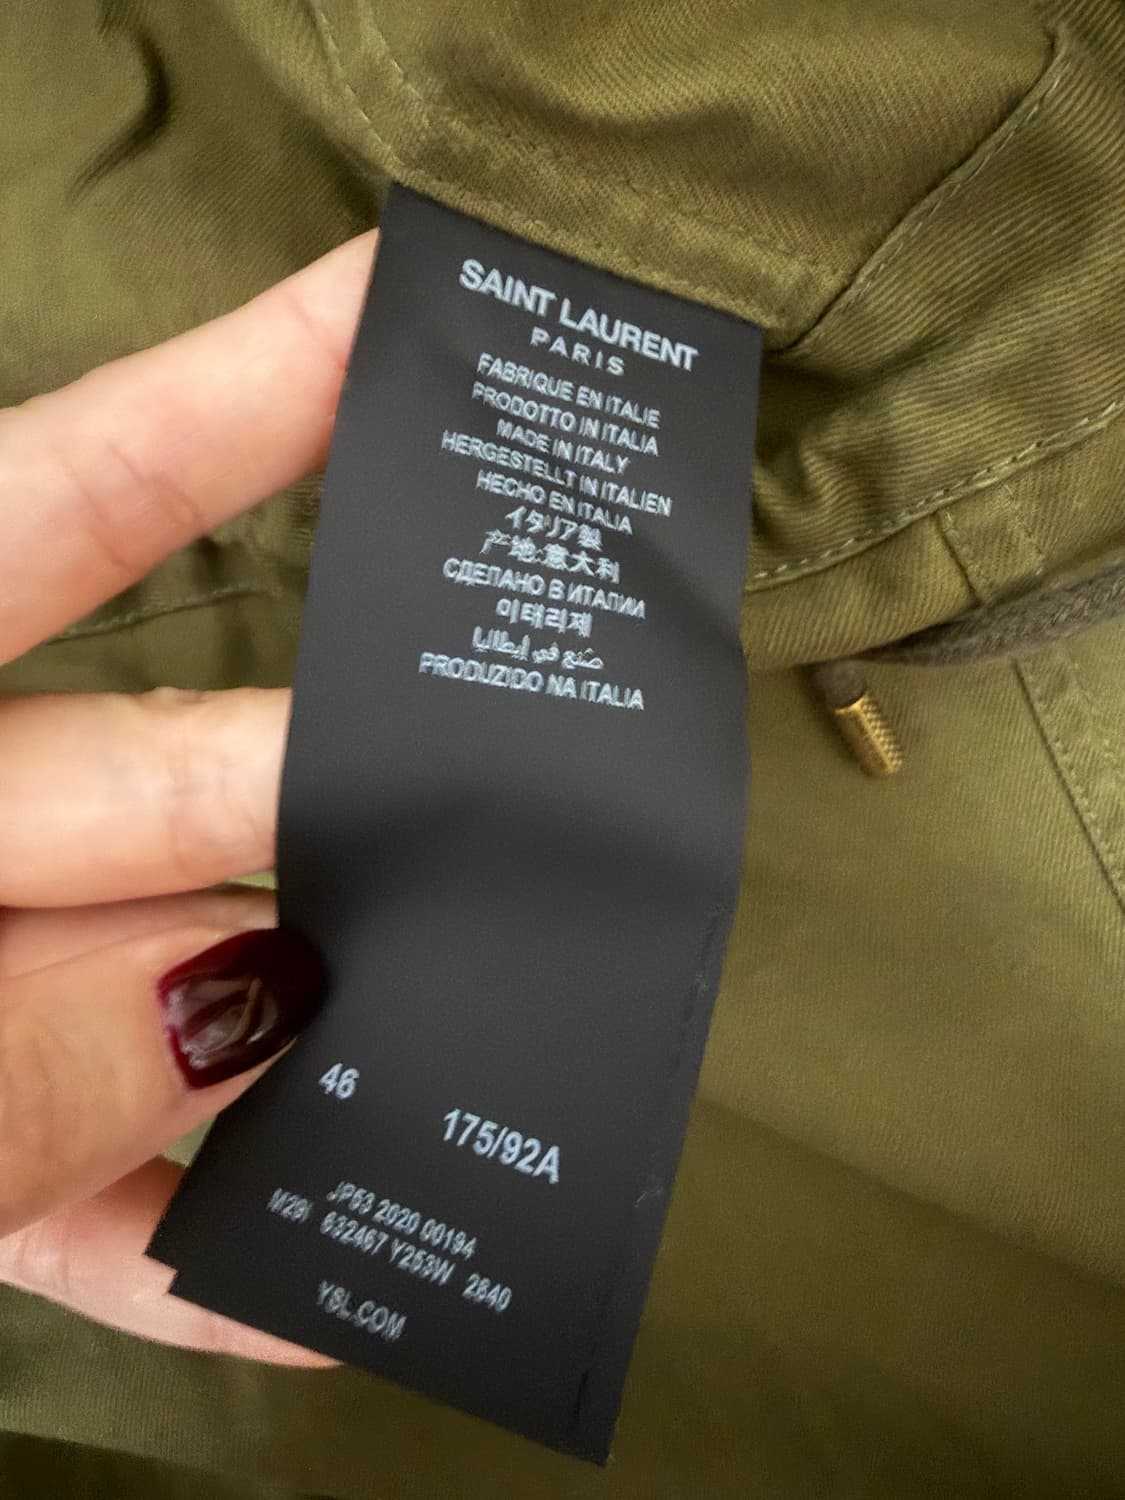 SAINT LAURENT
PARIS
FABRIQUE EN ITALIE
PRODOTTO IN ITALIA
MADE IN ITALY
HERGESTELLT IN ITALIEN
HECHO EN ITALIA
イタリア製
产地:意大利
СДЕЛАНО В ИТАЛИИ
이태리제
صنع في إيطاليا
PRODUZIDO NA ITALIA
46 175/92A
JP63 2020 00194
M29I 632467 Y253W 2840
YSL.COM